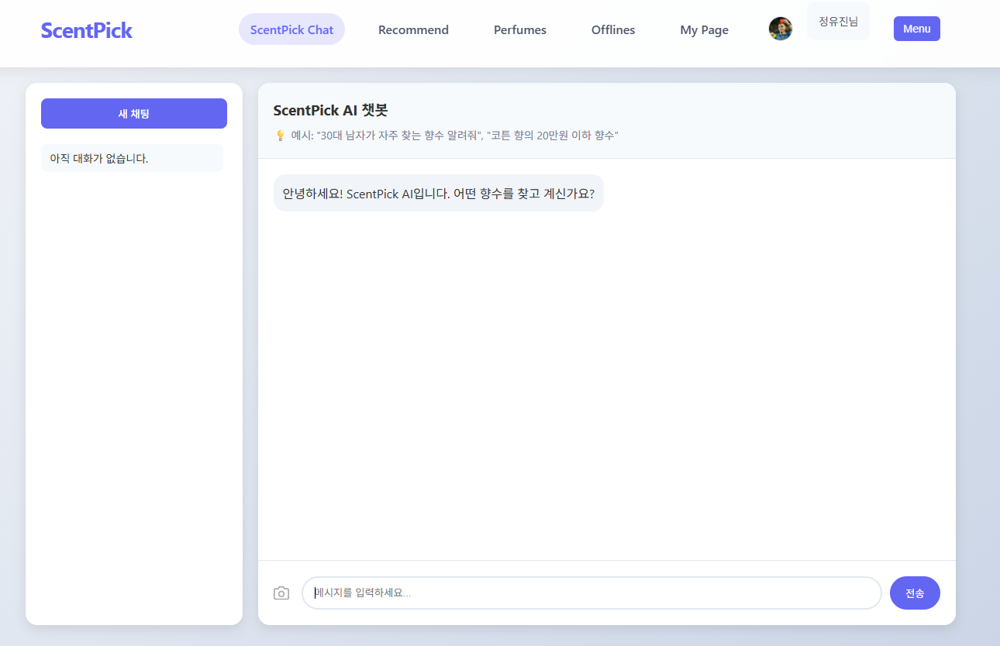 ScentPick
ScentPick Chat
Recommend
Perfumes
Offlines
My Page
정유진님
Menu
새 채팅
아직 대화가 없습니다.
ScentPick AI 챗봇
💡 예시: "30대 남자가 자주 찾는 향수 알려줘", "코튼 향의 20만원 이하 향수"
안녕하세요! ScentPick AI입니다. 어떤 향수를 찾고 계신가요?
메시지를 입력하세요...
전송